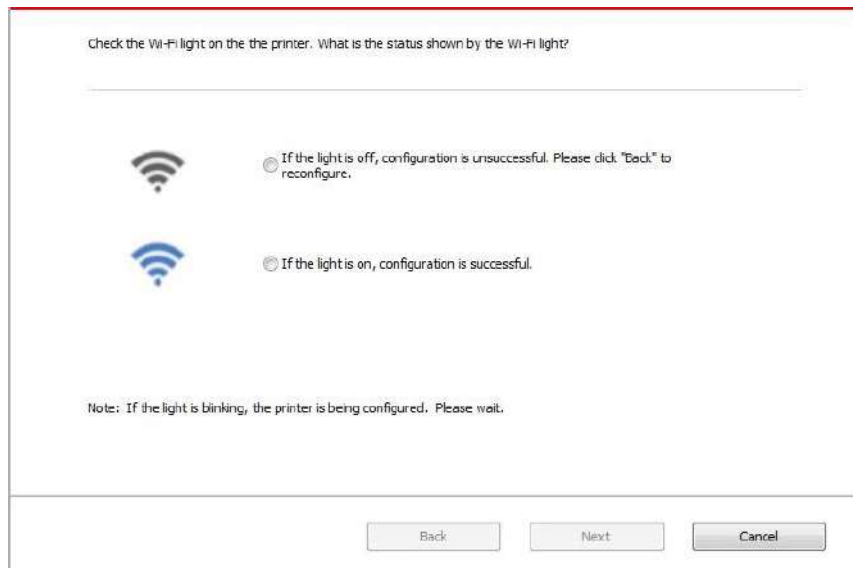 Check the Wi-Fi light on the the printer. What is the status shown by the Wi-Fi light?
If the light is off, configuration is unsuccessful. Please click "Back" to
reconfigure.
If the light is on, configuration is successful.
Note: If the light is blinking, the printer is being configured. Please wait.
Back
Next
Cancel